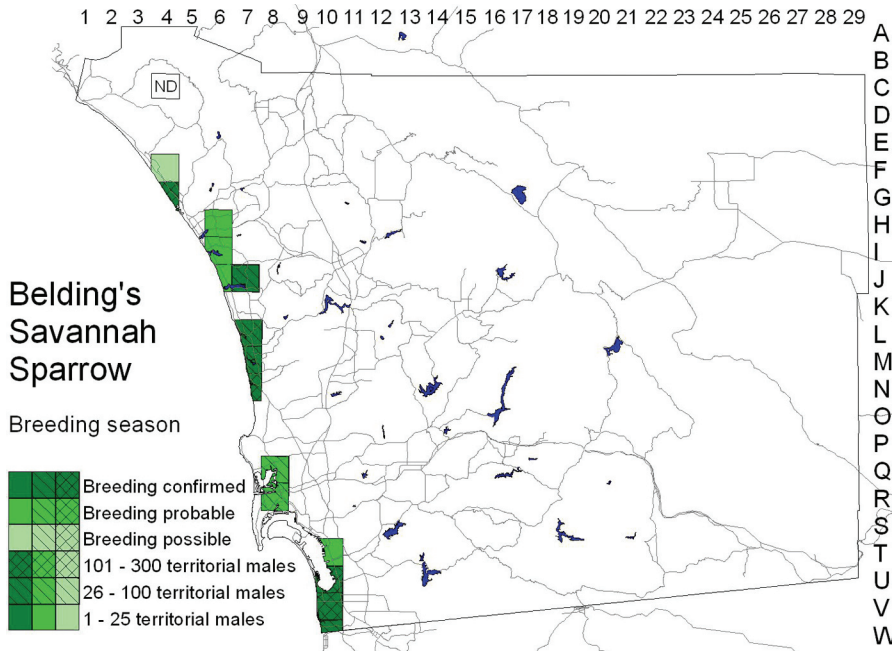 1 2 3 4 5 6 7 8 9 10 11 12 13 14 15 16 17 18 19 20 21 22 23 24 25 26 27 28 29
A
B
C
D
E
F
G
H
I
J
K
L
M
N
O
P
Q
R
S
T
U
V
W
ND
Belding's
Savannah
Sparrow
Breeding season
Breeding confirmed
Breeding probable
Breeding possible
101 - 300 territorial males
26 - 100 territorial males
1 - 25 territorial males